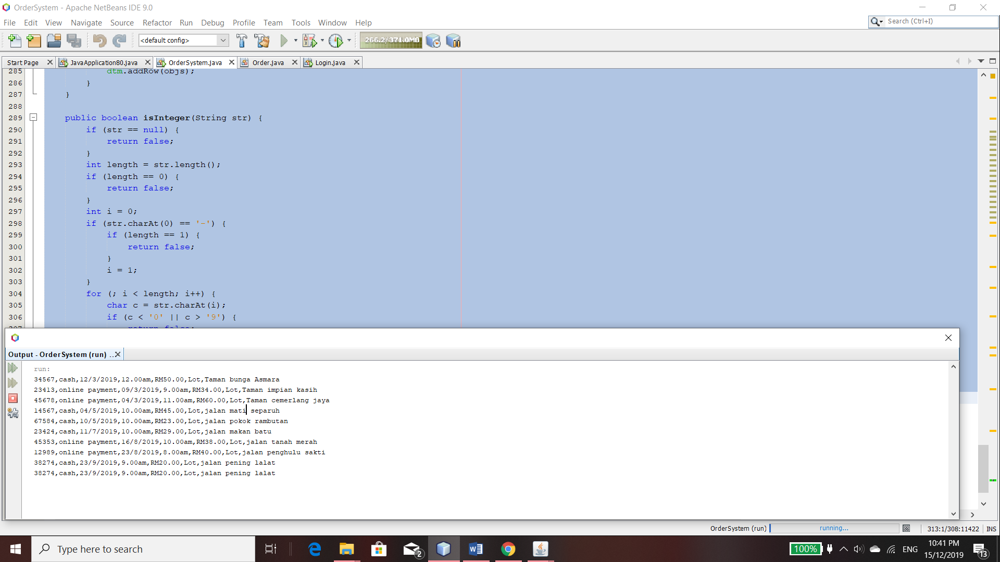 OrderSystem - Apache NetBeans IDE 9.0
File Edit View Navigate Source Refactor Run Debug Profile Team Tools Window Help
Search (Ctrl+I)
<default config>
266.2/371.0MB
Start Page JavaApplication80.java OrderSystem.java Order.java Login.java
285 dtm.addRow(objs);
286 }
287 }
288
289 public boolean isInteger(String str) {
290 if (str == null) {
291 return false;
292 }
293 int length = str.length();
294 if (length == 0) {
295 return false;
296 }
297 int i = 0;
298 if (str.charAt(0) == '-') {
299 if (length == 1) {
300 return false;
301 }
302 i = 1;
303 }
304 for (; i < length; i++) {
305 char c = str.charAt(i);
306 if (c < '0' || c > '9') {
307 return false;
Output - OrderSystem (run) ..
run:
34567,cash,12/3/2019,12.00am,RM50.00,Lot,Taman bunga Asmara
23413,online payment,09/3/2019,9.00am,RM34.00,Lot,Taman impian kasih
45678,online payment,04/3/2019,11.00am,RM60.00,Lot,Taman cemerlang jaya
14567,cash,04/5/2019,10.00am,RM45.00,Lot,jalan mati separuh
67584,cash,10/5/2019,10.00am,RM23.00,Lot,jalan pokok rambutan
23424,cash,11/7/2019,10.00am,RM29.00,Lot,jalan makan batu
45353,online payment,16/8/2019,10.00am,RM38.00,Lot,jalan tanah merah
12989,online payment,23/8/2019,8.00am,RM40.00,Lot,jalan penghulu sakti
38274,cash,23/9/2019,9.00am,RM20.00,Lot,jalan pening lalat
38274,cash,23/9/2019,9.00am,RM20.00,Lot,jalan pening lalat
OrderSystem (run) running... 313:1/308:11422 INS
Type here to search
2
100%
ENG
10:41 PM
15/12/2019
13